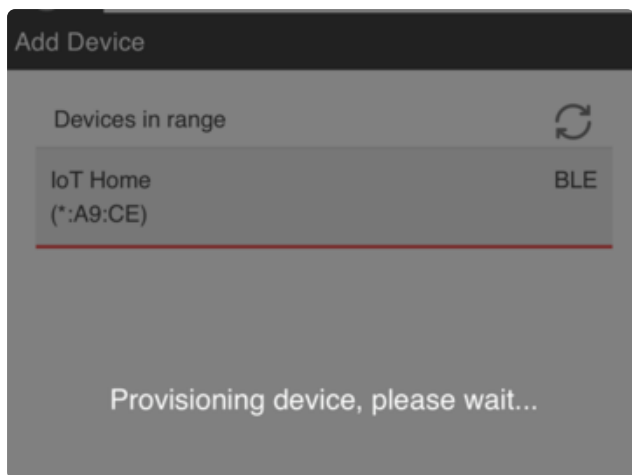 Add Device
Devices in range
IoT Home BLE
(*:A9:CE)
Provisioning device, please wait...